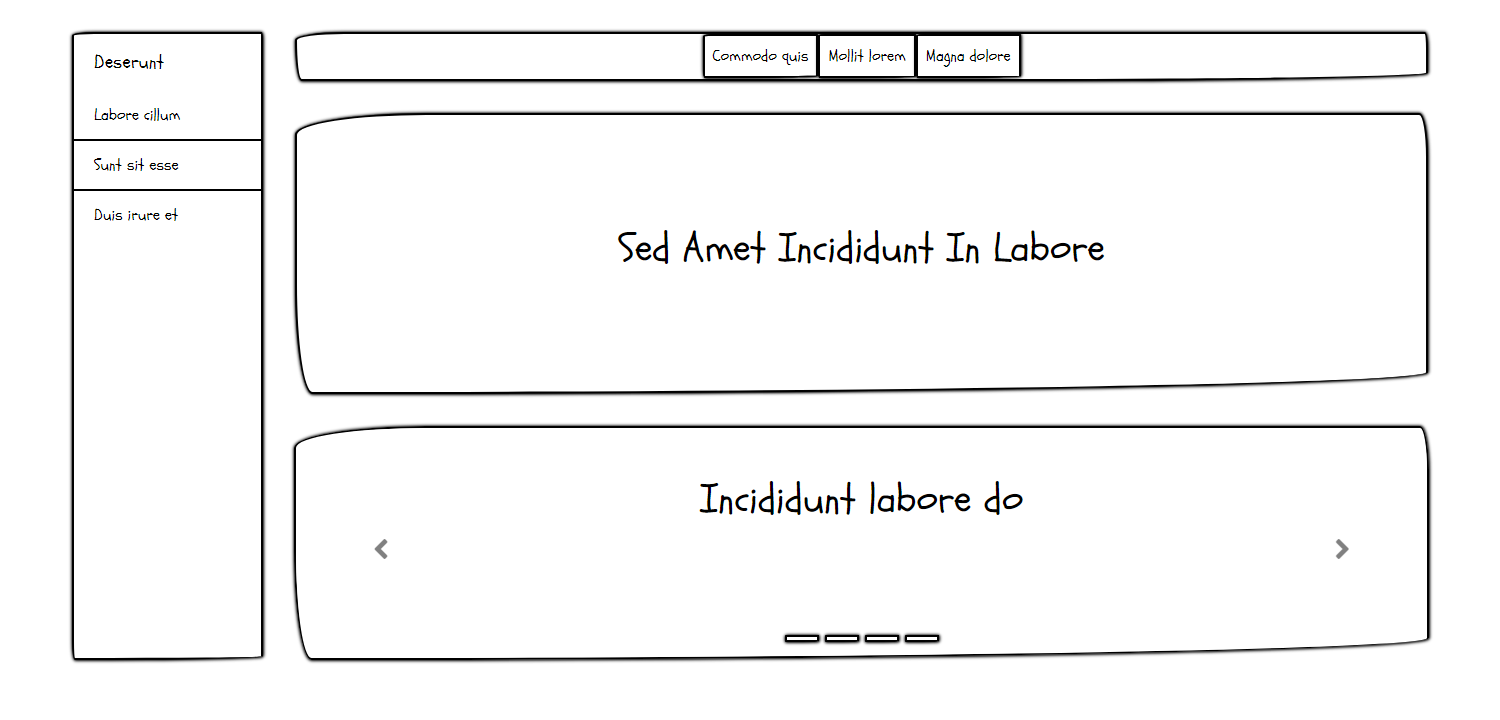 Deserunt
Labore cillum
Sunt sit esse
Duis irure et
Commodo quis
Mollit lorem
Magna dolore
Sed Amet Incididunt In Labore
Incididunt labore do